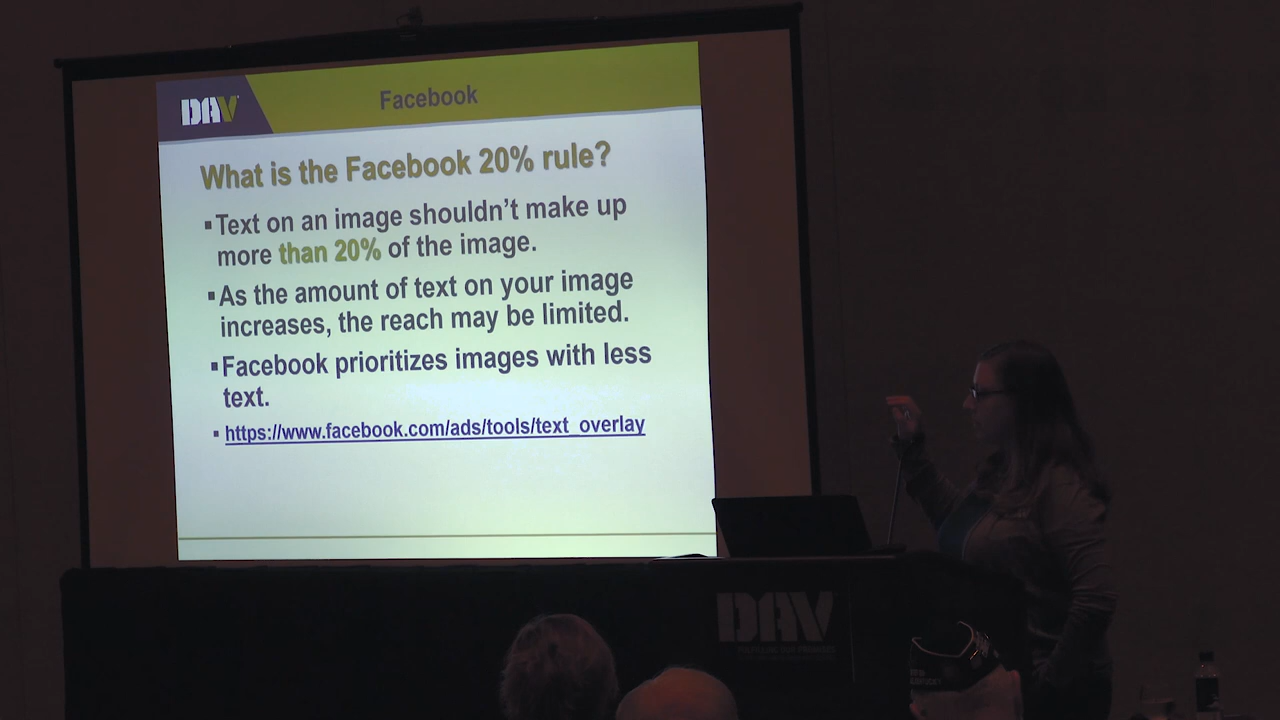 DAV
Facebook
What is the Facebook 20% rule?
▪Text on an image shouldn't make up
more than 20% of the image.
▪As the amount of text on your image
increases, the reach may be limited.
▪Facebook prioritizes images with less
text.
▪ https://www.facebook.com/ads/tools/text_overlay
DAV